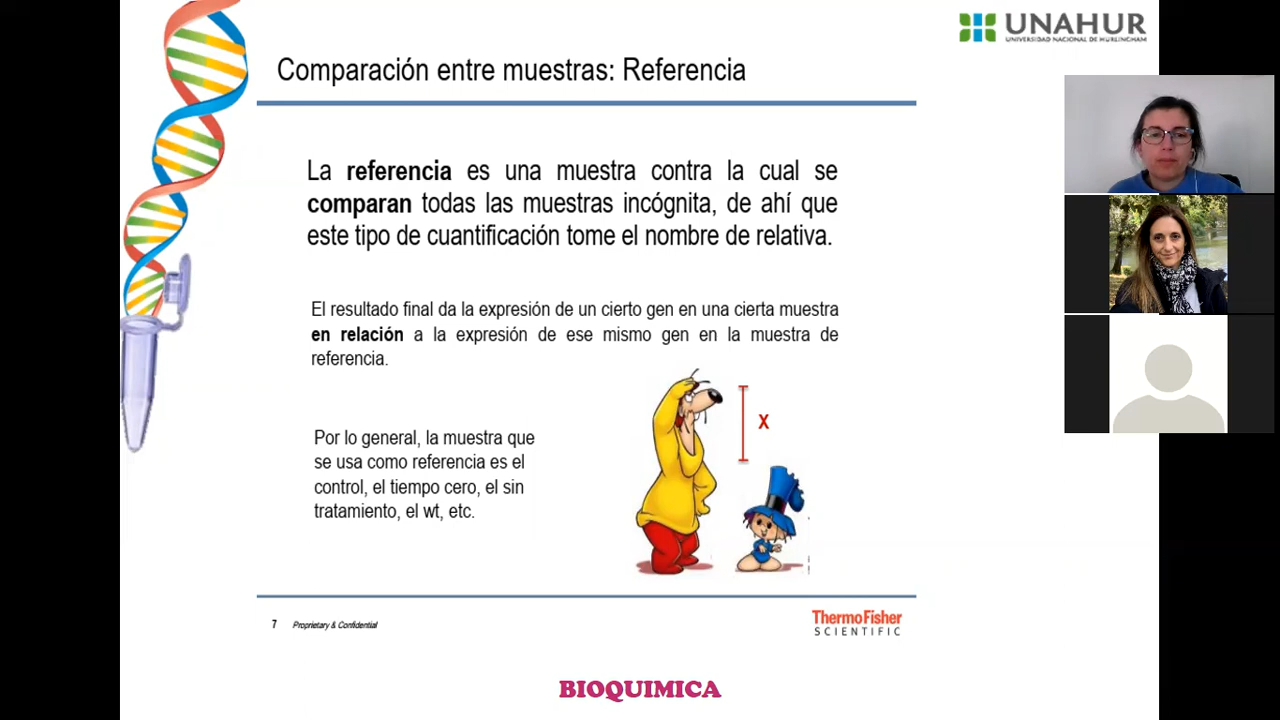 UNAHUR
UNIVERSIDAD NACIONAL DE HURLINGHAM
Comparación entre muestras: Referencia
La referencia es una muestra contra la cual se
comparan todas las muestras incógnita, de ahí que
este tipo de cuantificación tome el nombre de relativa.
El resultado final da la expresión de un cierto gen en una cierta muestra
en relación a la expresión de ese mismo gen en la muestra de
referencia.
X
Por lo general, la muestra que
se usa como referencia es el
control, el tiempo cero, el sin
tratamiento, el wt, etc.
7 Proprietary & Confidential
ThermoFisher
SCIENTIFIC
BIOQUIMICA